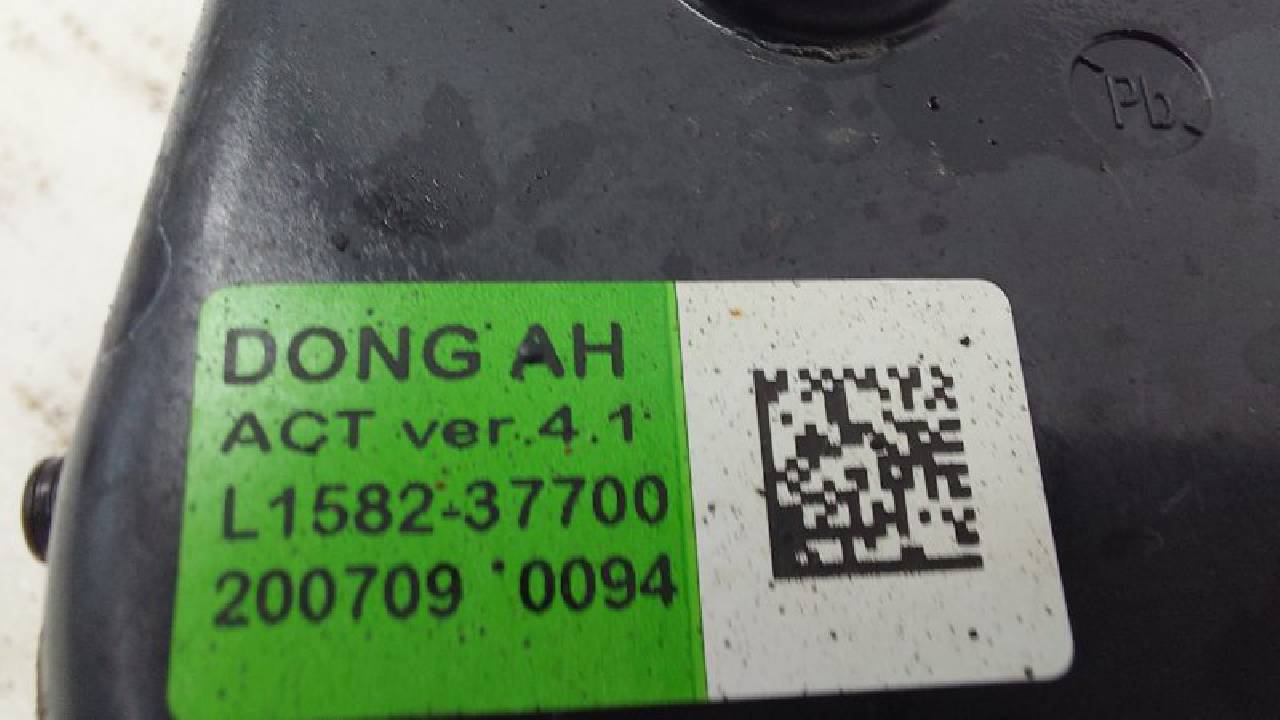 Pb
DONG AH
ACT ver.4.1
L1582-37700
200709 0094